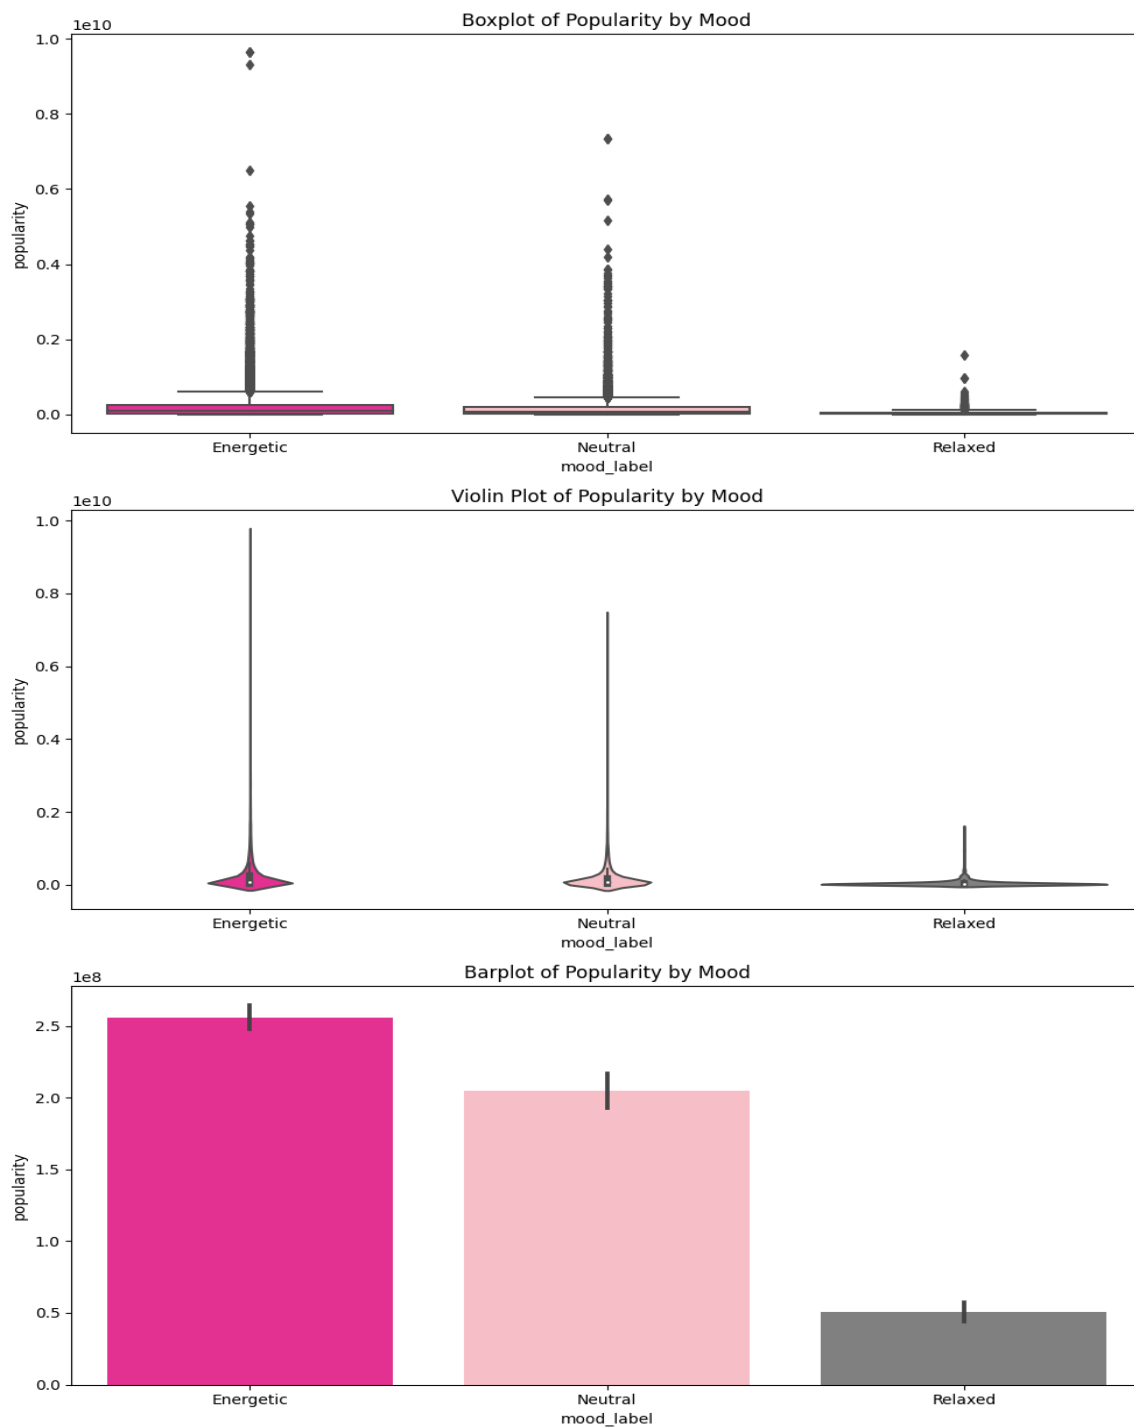 Boxplot of Popularity by Mood
1e10
1.0
0.8
0.6
0.4
0.2
0.0
popularity
Energetic Neutral Relaxed
mood_label
Violin Plot of Popularity by Mood
1e10
1.0
0.8
0.6
0.4
0.2
0.0
popularity
Energetic Neutral Relaxed
mood_label
Barplot of Popularity by Mood
1e8
2.5
2.0
1.5
1.0
0.5
0.0
popularity
Energetic Neutral Relaxed
mood_label